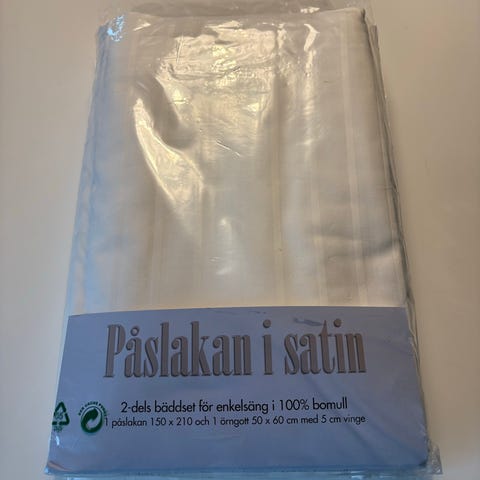 Påslakan i satin
2-dels bäddset för enkelsäng i 100% bomull
1 påslakan 150 x 210 och 1 örngott 50 x 60 cm med 5 cm vinge